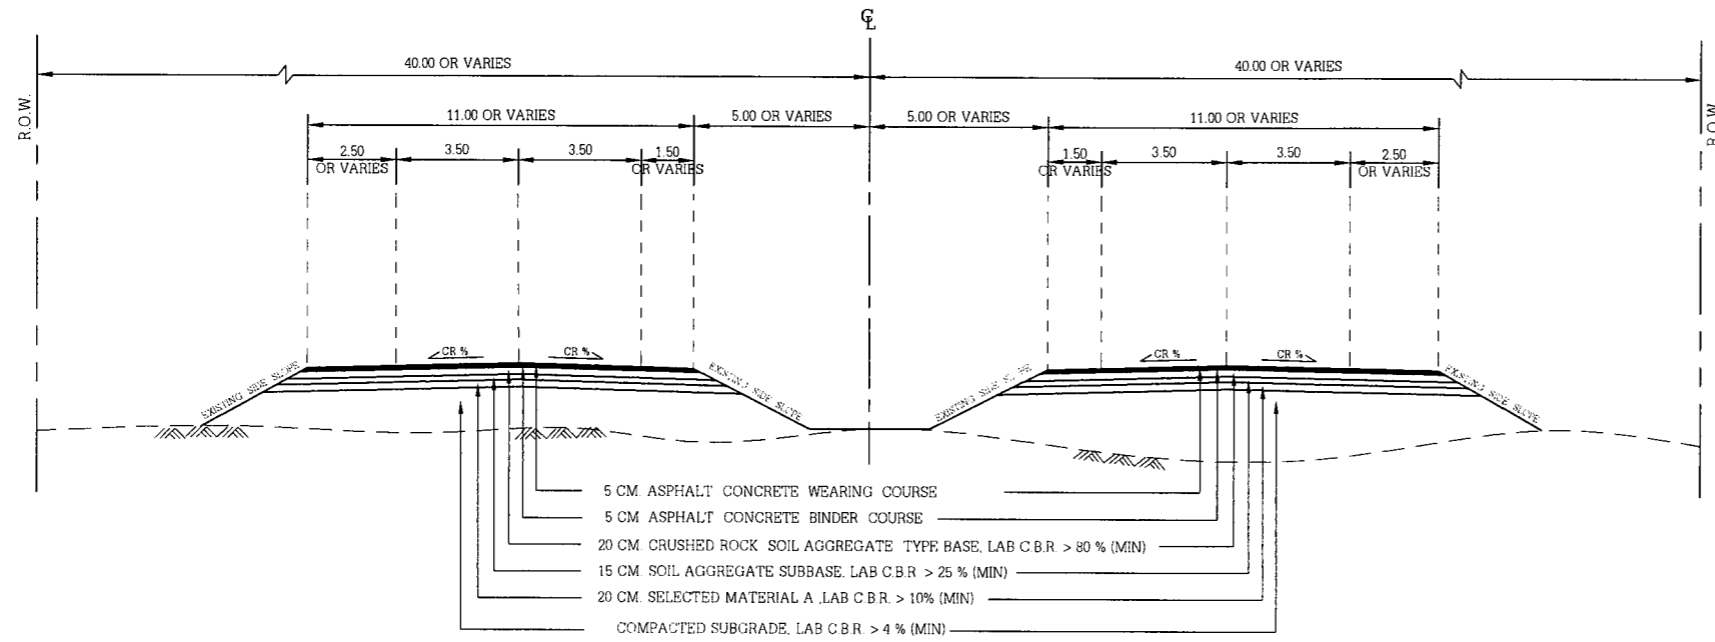 ℄
40.00 OR VARIES
40.00 OR VARIES
R.O.W.
R.O.W
11.00 OR VARIES
5.00 OR VARIES
5.00 OR VARIES
11.00 OR VARIES
2.50
OR VARIES
3.50
3.50
1.50
OR VARIES
1.50
OR VARIES
3.50
3.50
2.50
OR VARIES
CR %
CR %
CR %
CR %
EXISTING SIDE SLOPE
EXISTING SIDE SLOPE
EXISTING SIDE
EXISTING SIDE SLOPE
5 CM. ASPHALT CONCRETE WEARING COURSE
5 CM ASPHALT CONCRETE BINDER COURSE
20 CM. CRUSHED ROCK SOIL AGGREGATE TYPE BASE, LAB C.B.R. > 80 % (MIN)
15 CM. SOIL AGGREGATE SUBBASE, LAB C.B.R > 25 % (MIN)
20 CM. SELECTED MATERIAL A ,LAB C.B.R. > 10% (MIN)
COMPACTED SUBGRADE, LAB C.B.R. > 4 % (MIN)